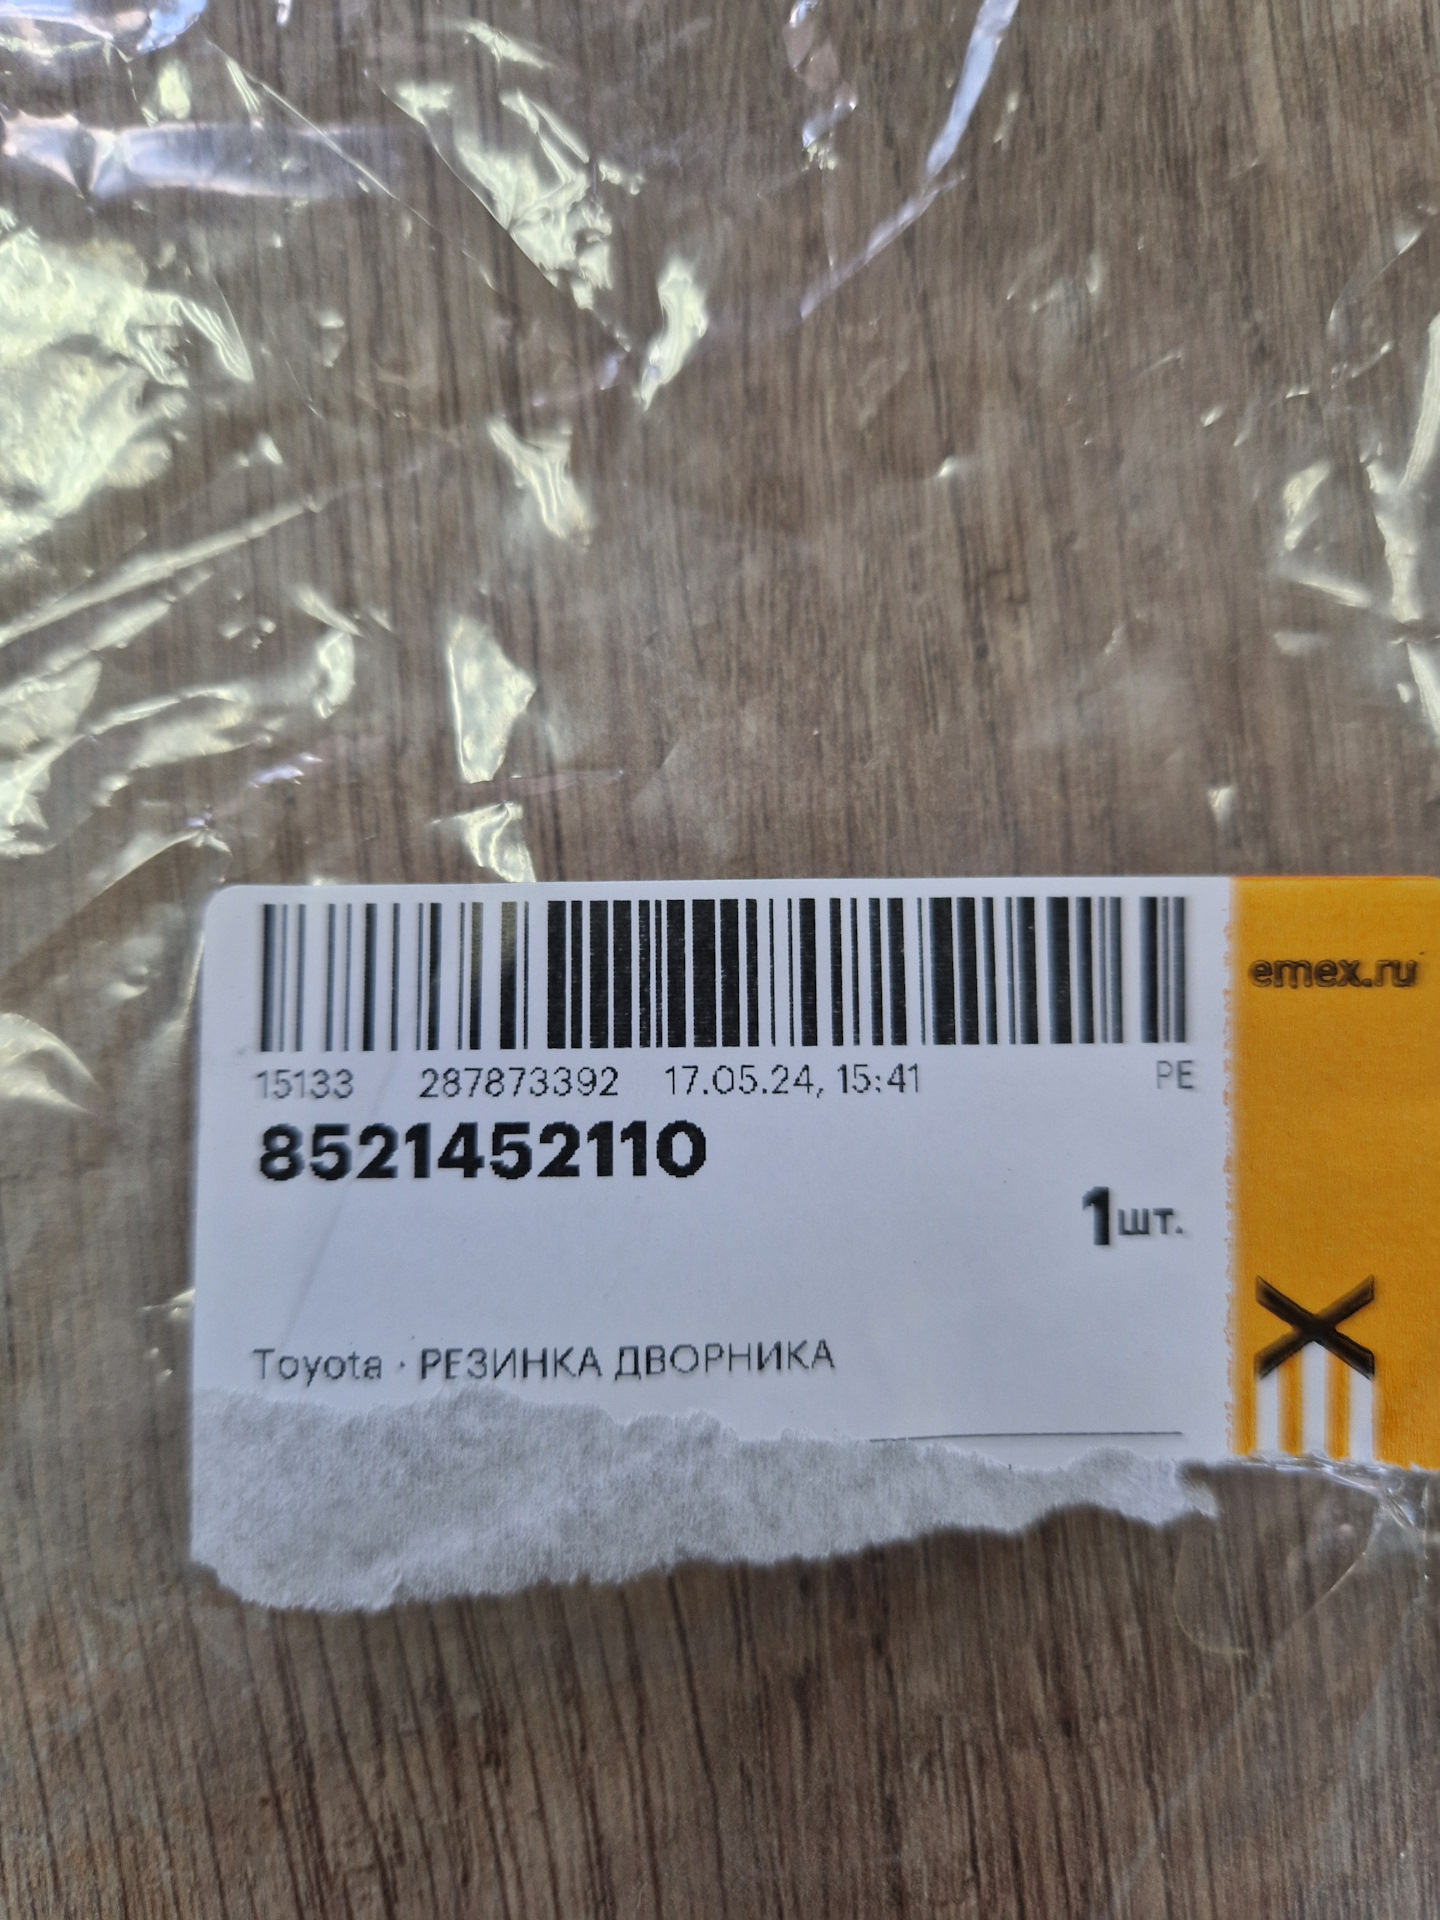 emex.ru
15133 287873392 17.05.24, 15:41 PE
8521452110
1шт.
Toyota · РЕЗИНКА ДВОРНИКА